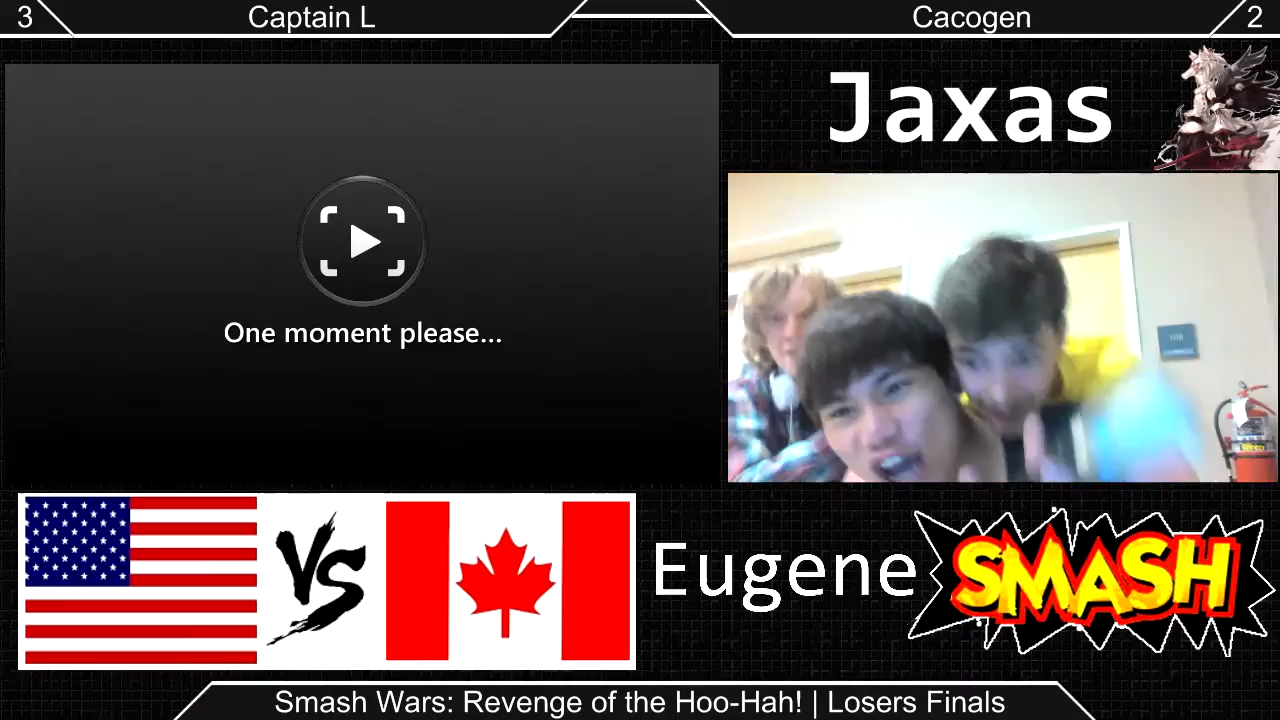 3
Captain L
Cacogen
2
Jaxas
One moment please...
VS
Eugene
SMASH
Smash Wars: Revenge of the Hoo-Hah! | Losers Finals